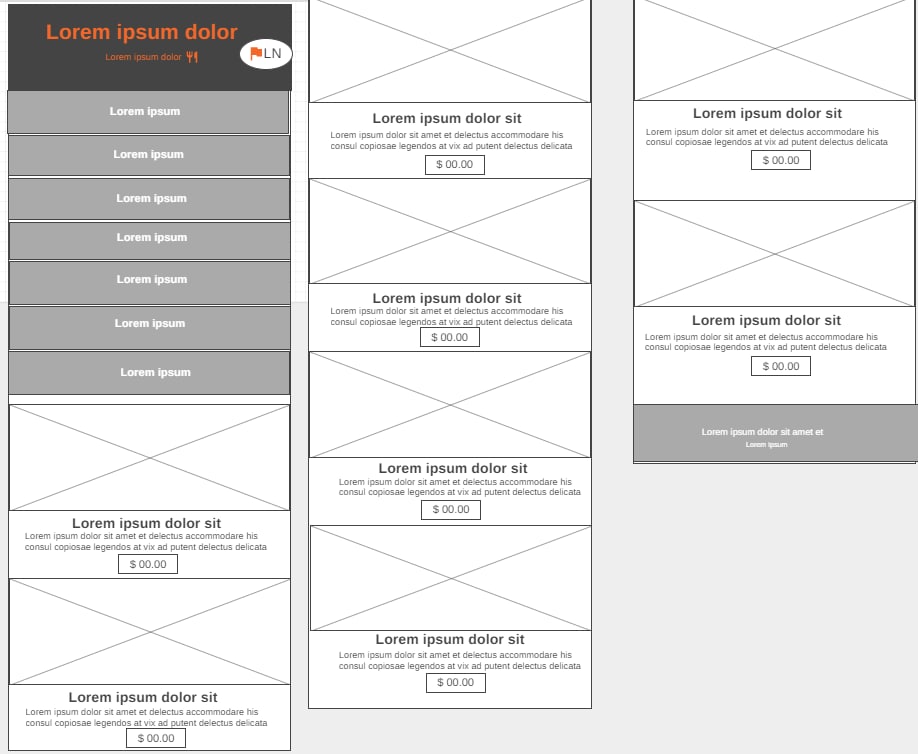 Lorem ipsum dolor
Lorem ipsum dolor
LN
Lorem ipsum
Lorem ipsum
Lorem ipsum
Lorem ipsum
Lorem ipsum
Lorem ipsum
Lorem ipsum
Lorem ipsum dolor sit
Lorem ipsum dolor sit amet et delectus accommodare his
consul copiosae legendos at vix ad putent delectus delicata
$ 00.00
Lorem ipsum dolor sit
Lorem ipsum dolor sit amet et delectus accommodare his
consul copiosae legendos at vix ad putent delectus delicata
$ 00.00
Lorem ipsum dolor sit
Lorem ipsum dolor sit amet et delectus accommodare his
consul copiosae legendos at vix ad putent delectus delicata
$ 00.00
Lorem ipsum dolor sit
Lorem ipsum dolor sit amet et delectus accommodare his
consul copiosae legendos at vix ad putent delectus delicata
$ 00.00
Lorem ipsum dolor sit
Lorem ipsum dolor sit amet et delectus accommodare his
consul copiosae legendos at vix ad putent delectus delicata
$ 00.00
Lorem ipsum dolor sit
Lorem ipsum dolor sit amet et delectus accommodare his
consul copiosae legendos at vix ad putent delectus delicata
$ 00.00
Lorem ipsum dolor sit
Lorem ipsum dolor sit amet et delectus accommodare his
consul copiosae legendos at vix ad putent delectus delicata
$ 00.00
Lorem ipsum dolor sit
Lorem ipsum dolor sit amet et delectus accommodare his
consul copiosae legendos at vix ad putent delectus delicata
$ 00.00
Lorem ipsum dolor sit amet et
Lorem ipsum